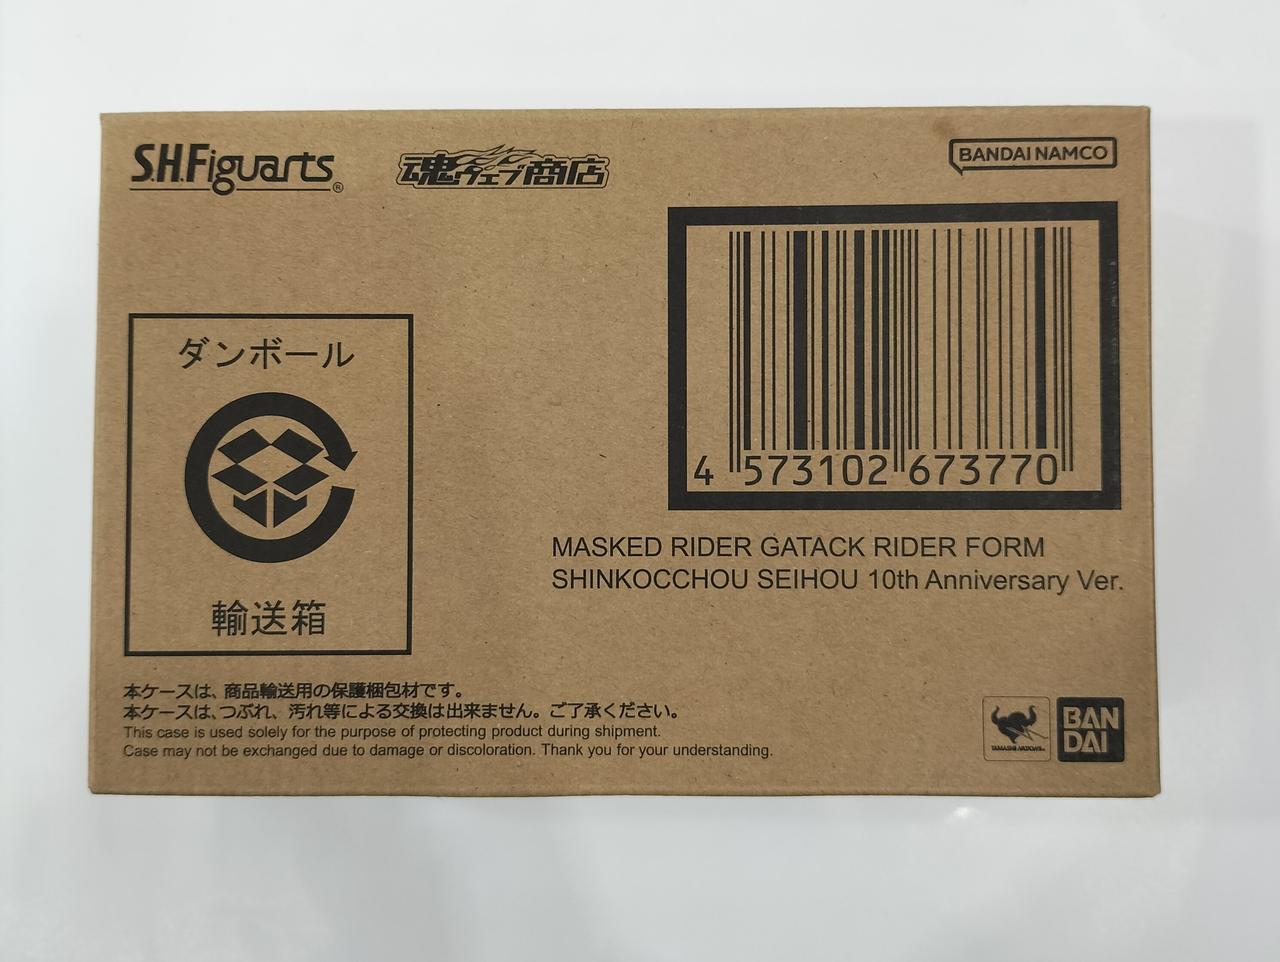 S.H.Figuarts®
魂ウェブ商店
BANDAI NAMCO
ダンボール
輸送箱
4 573102 673770
MASKED RIDER GATACK RIDER FORM
SHINKOCCHOU SEIHOU 10th Anniversary Ver.
本ケースは、商品輸送用の保護梱包材です。
本ケースは、つぶれ、汚れ等による交換は出来ません。ご了承ください。
This case is used solely for the purpose of protecting product during shipment.
Case may not be exchanged due to damage or discoloration. Thank you for your understanding.
TAMASHII NATIONS
BAN
DAI